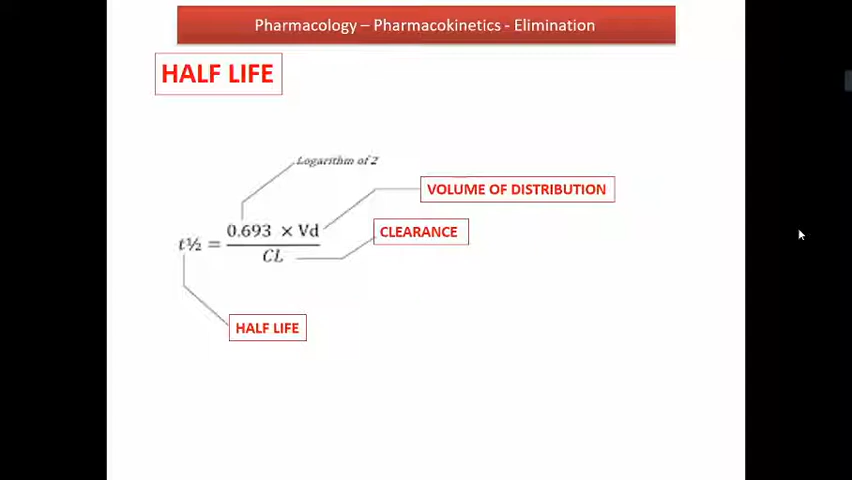 Pharmacology – Pharmacokinetics - Elimination
HALF LIFE
Logarithm of 2
VOLUME OF DISTRIBUTION
t½ = 0.693 × Vd
CL
CLEARANCE
HALF LIFE